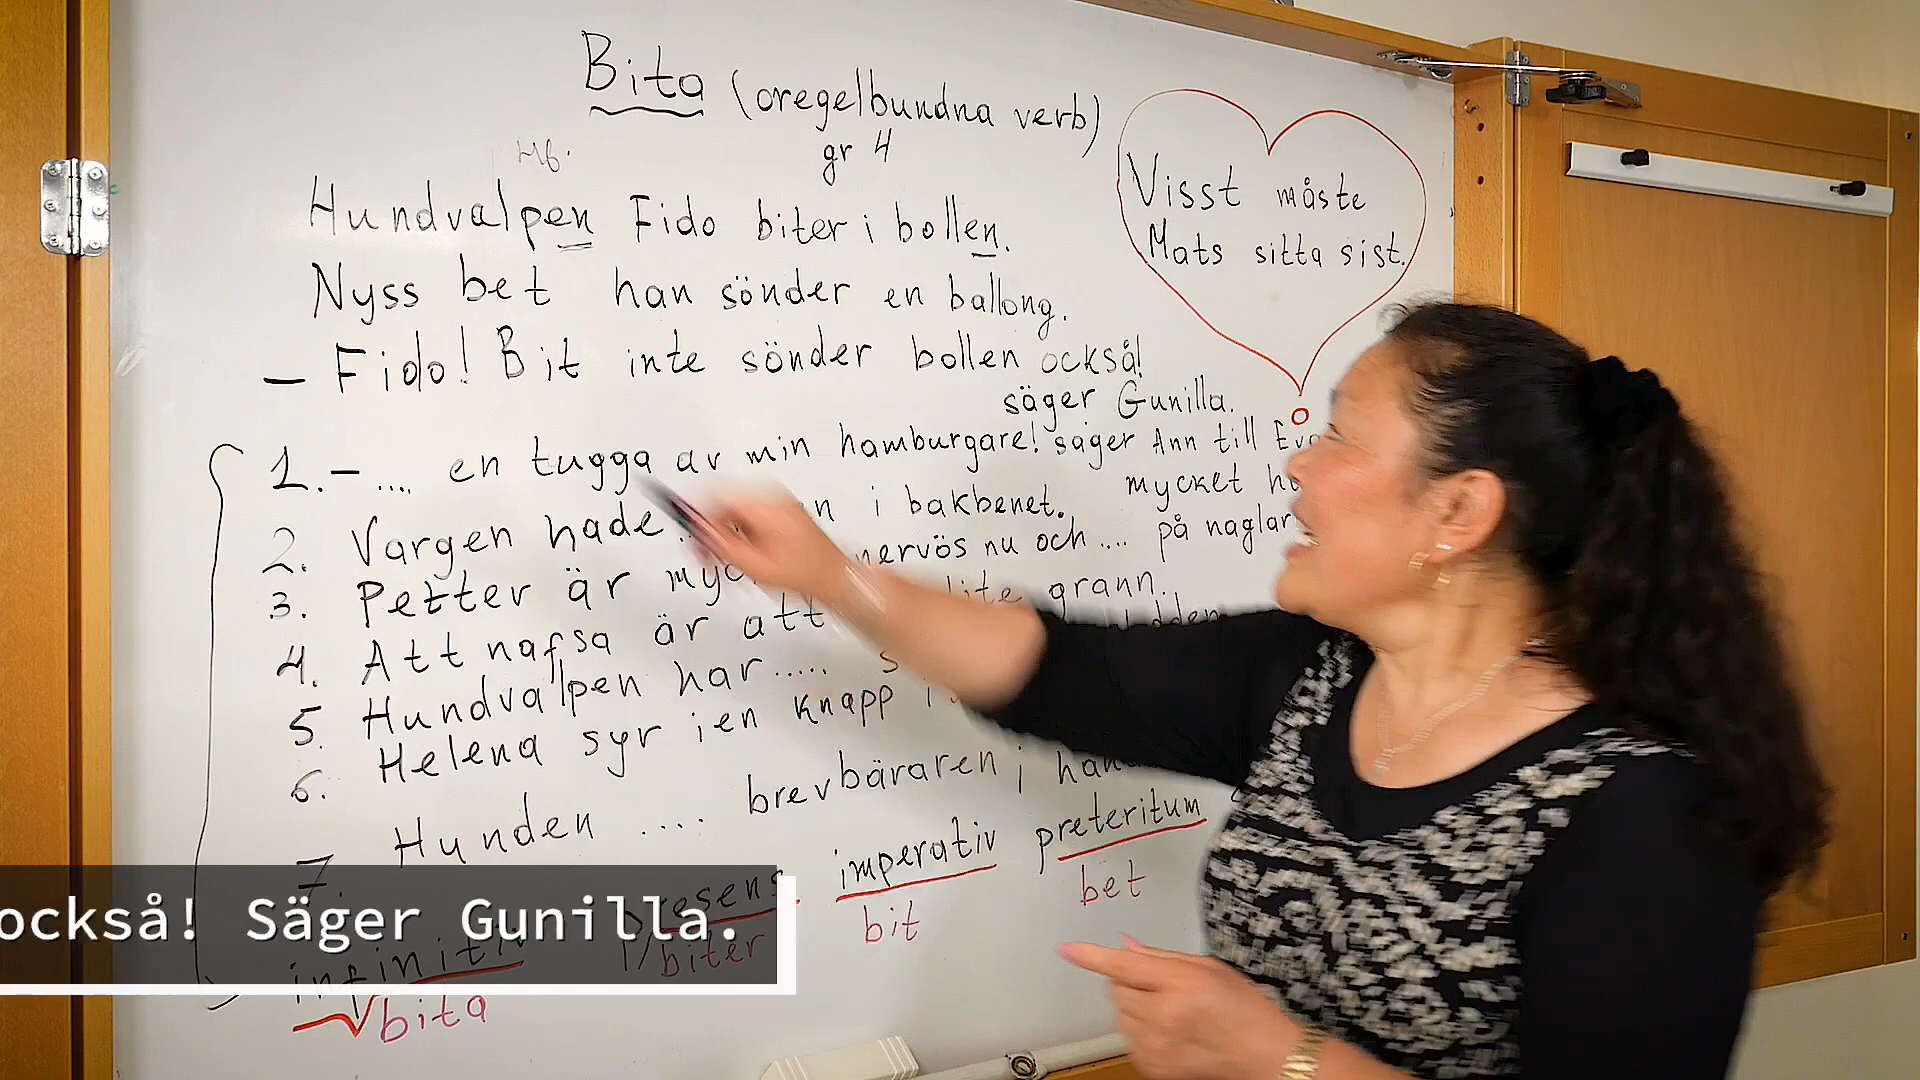 Bita (oregelbundna verb)
gr 4
Visst måste
Mats sitta sist.
Hundvalpen Fido biter i bollen.
Nyss bet han sönder en ballong.
– Fido! Bit inte sönder bollen också!
säger Gunilla.
1. – .... en tugga av min hamburgare! säger Ann till Eva
2. Vargen hade.. i bakbenet. mycket
3. Petter är nervös nu och .... på naglar
4. Att nafsa är att lite grann.
5. Hundvalpen har.....
6. Helena syr i en knapp i
7. Hunden .... brevbäraren i
infinitiv presens imperativ preteritum
bita biter bit bet
också! Säger Gunilla.